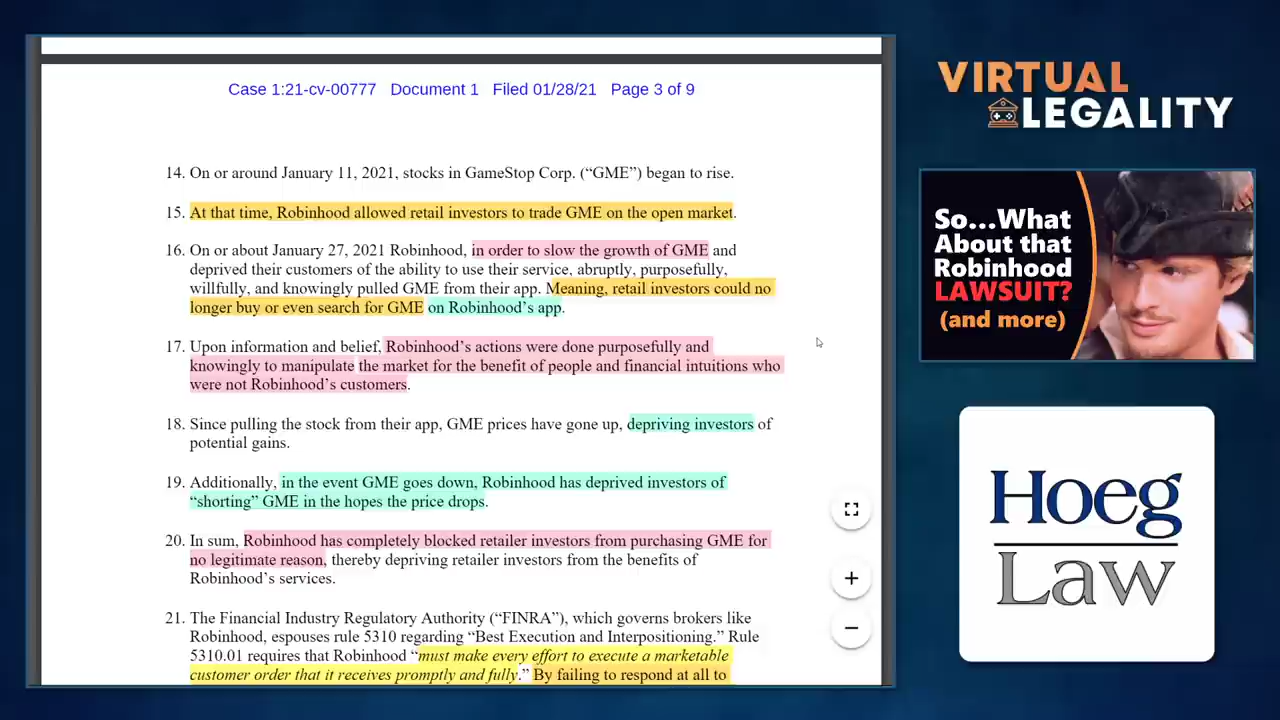 Case 1:21-cv-00777 Document 1 Filed 01/28/21 Page 3 of 9
14. On or around January 11, 2021, stocks in GameStop Corp. (“GME”) began to rise.
15. At that time, Robinhood allowed retail investors to trade GME on the open market.
16. On or about January 27, 2021 Robinhood, in order to slow the growth of GME and
deprived their customers of the ability to use their service, abruptly, purposefully,
willfully, and knowingly pulled GME from their app. Meaning, retail investors could no
longer buy or even search for GME on Robinhood’s app.
17. Upon information and belief, Robinhood’s actions were done purposefully and
knowingly to manipulate the market for the benefit of people and financial intuitions who
were not Robinhood’s customers.
18. Since pulling the stock from their app, GME prices have gone up, depriving investors of
potential gains.
19. Additionally, in the event GME goes down, Robinhood has deprived investors of
“shorting” GME in the hopes the price drops.
20. In sum, Robinhood has completely blocked retailer investors from purchasing GME for
no legitimate reason, thereby depriving retailer investors from the benefits of
Robinhood’s services.
21. The Financial Industry Regulatory Authority (“FINRA”), which governs brokers like
Robinhood, espouses rule 5310 regarding “Best Execution and Interpositioning.” Rule
5310.01 requires that Robinhood “must make every effort to execute a marketable
customer order that it receives promptly and fully.” By failing to respond at all to
VIRTUAL
LEGALITY
So...What
About that
Robinhood
LAWSUIT?
(and more)
Hoeg
Law